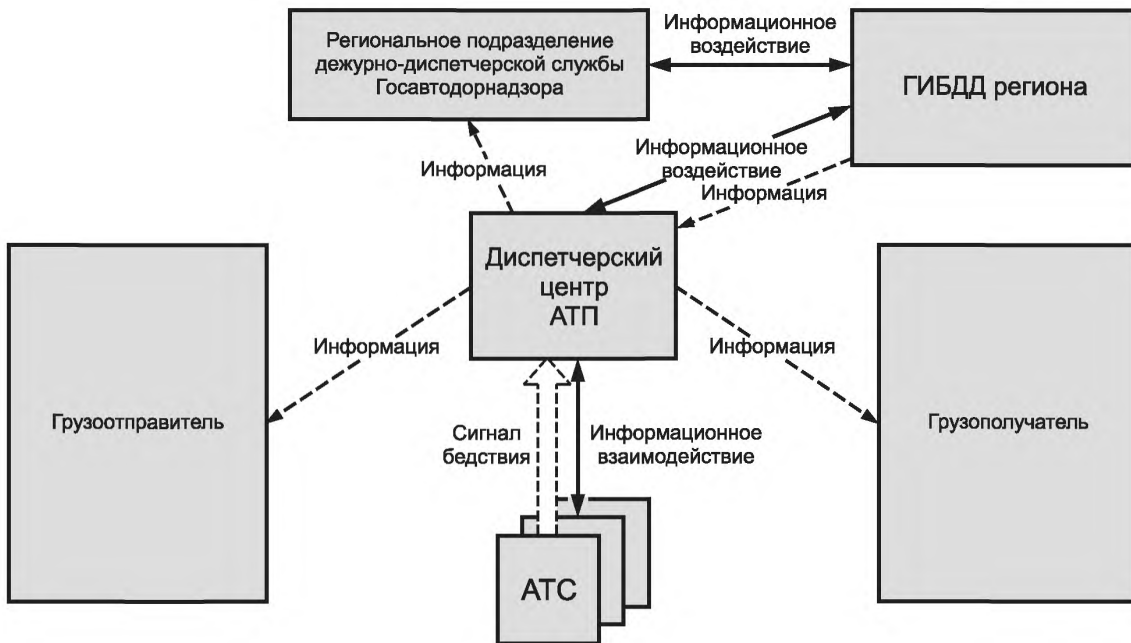 Региональное подразделение
дежурно-диспетчерской службы
Госавтодорнадзора
Информационное
воздействие
ГИБДД региона
Информация
Информационное
воздействие
Информация
Диспетчерский
центр
АТП
Информация
Информация
Грузоотправитель
Грузополучатель
Сигнал
бедствия
Информационное
взаимодействие
АТС